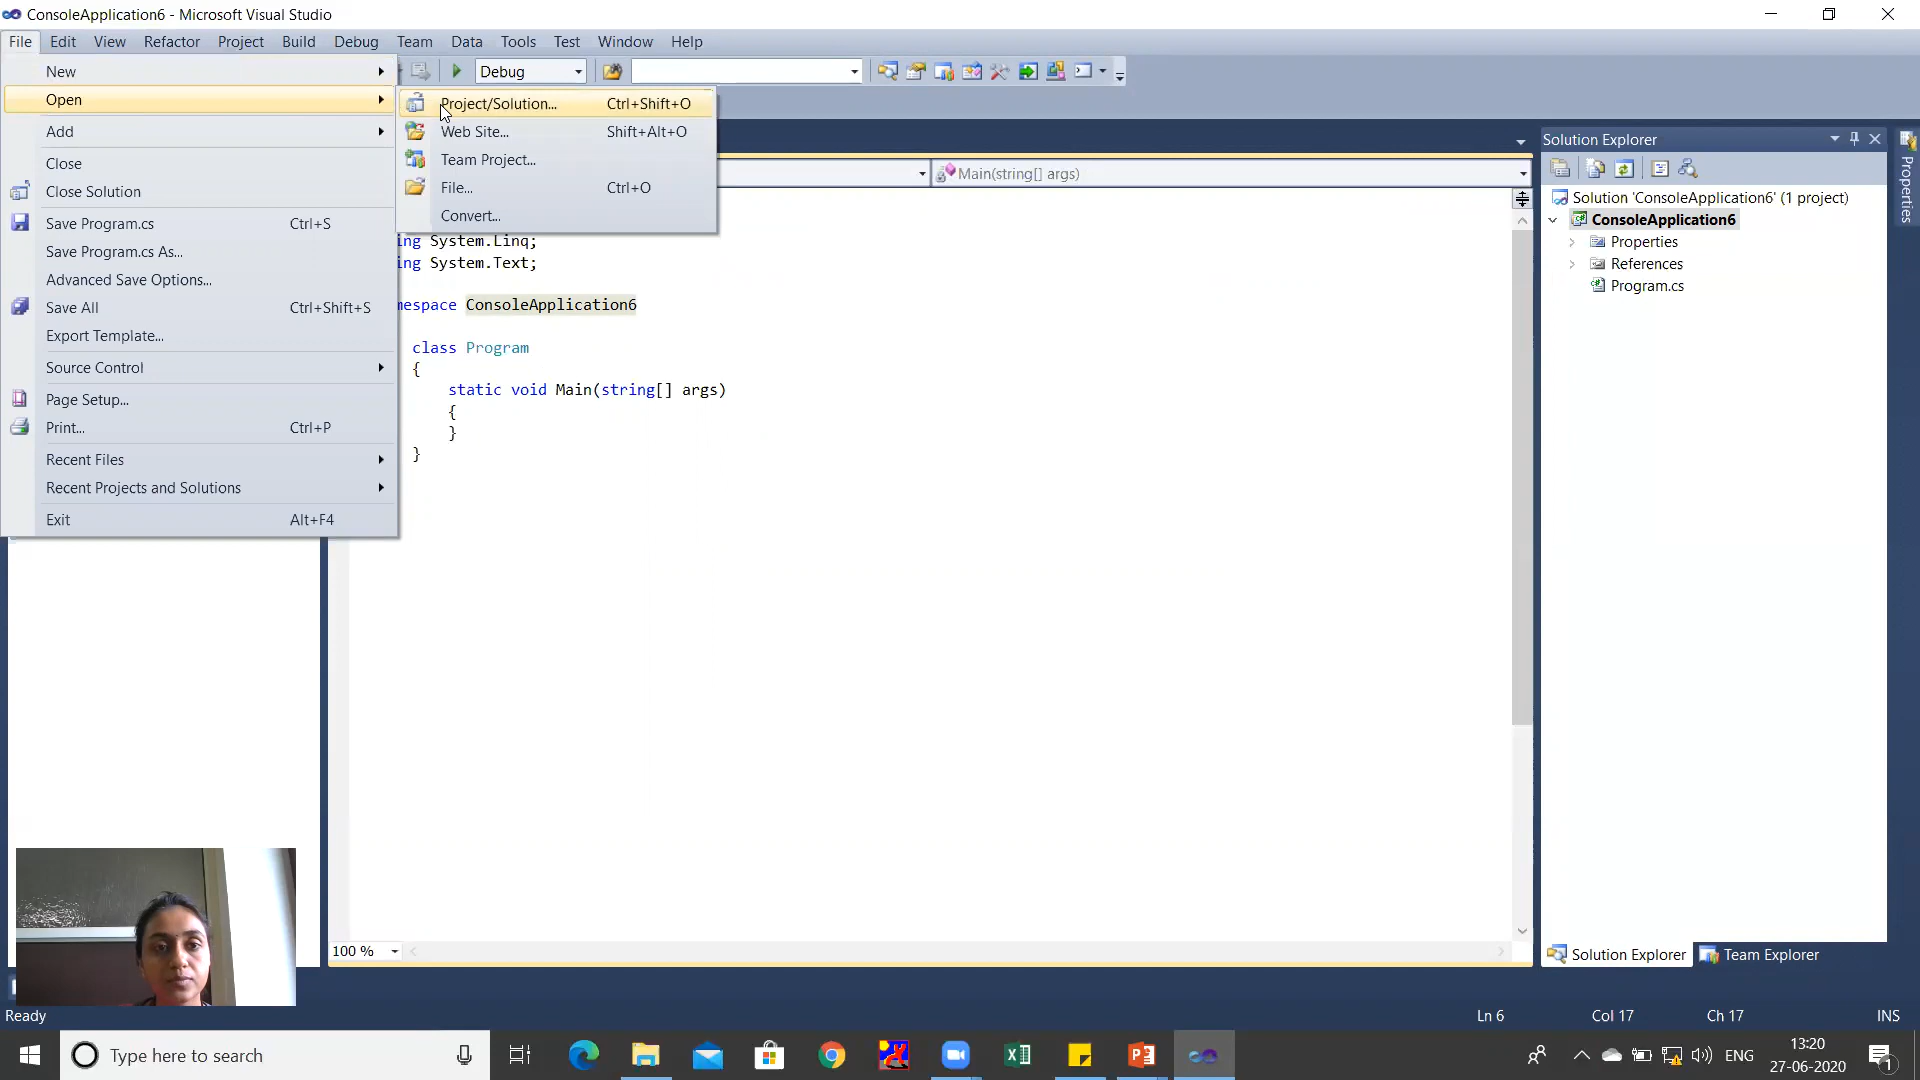 ConsoleApplication6 - Microsoft Visual Studio
File Edit View Refactor Project Build Debug Team Data Tools Test Window Help
New
Debug
Open
Project/Solution... Ctrl+Shift+O
Web Site... Shift+Alt+O
Team Project...
File... Ctrl+O
Convert...
Add
Close
Close Solution
Save Program.cs Ctrl+S
Save Program.cs As...
Advanced Save Options...
Save All Ctrl+Shift+S
Export Template...
Source Control
Page Setup...
Print... Ctrl+P
Recent Files
Recent Projects and Solutions
Exit Alt+F4
Main(string[] args)
ing System.Linq;
ing System.Text;
mespace ConsoleApplication6
class Program
{
static void Main(string[] args)
{
}
}
100 %
Solution Explorer
Solution 'ConsoleApplication6' (1 project)
ConsoleApplication6
Properties
References
Program.cs
Properties
Solution Explorer
Team Explorer
Ready
Ln 6 Col 17 Ch 17 INS
Type here to search
ENG
13:20
27-06-2020
1